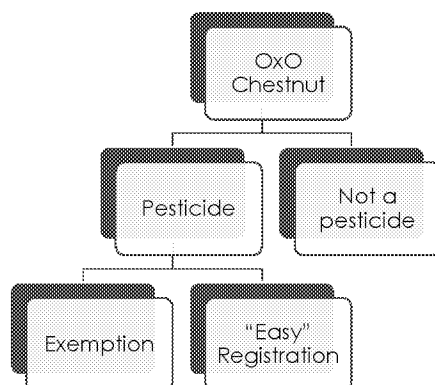 OxO
Chestnut
Pesticide
Not a
pesticide
Exemption
“Easy”
Registration